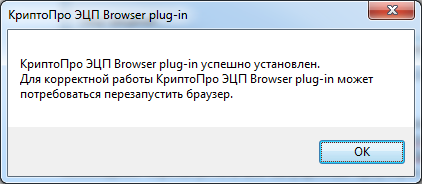 КриптоПро ЭЦП Browser plug-in
КриптоПро ЭЦП Browser plug-in успешно установлен.
Для корректной работы КриптоПро ЭЦП Browser plug-in может
потребоваться перезапустить браузер.
OK